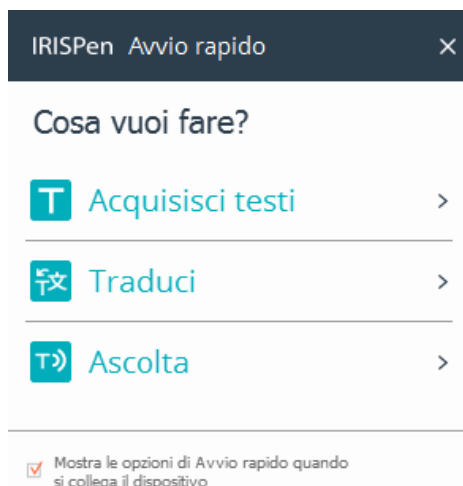 IRISPen Avvio rapido
Cosa vuoi fare?
Acquisisci testi
Traduci
Ascolta
Mostra le opzioni di Avvio rapido quando
si collega il dispositivo